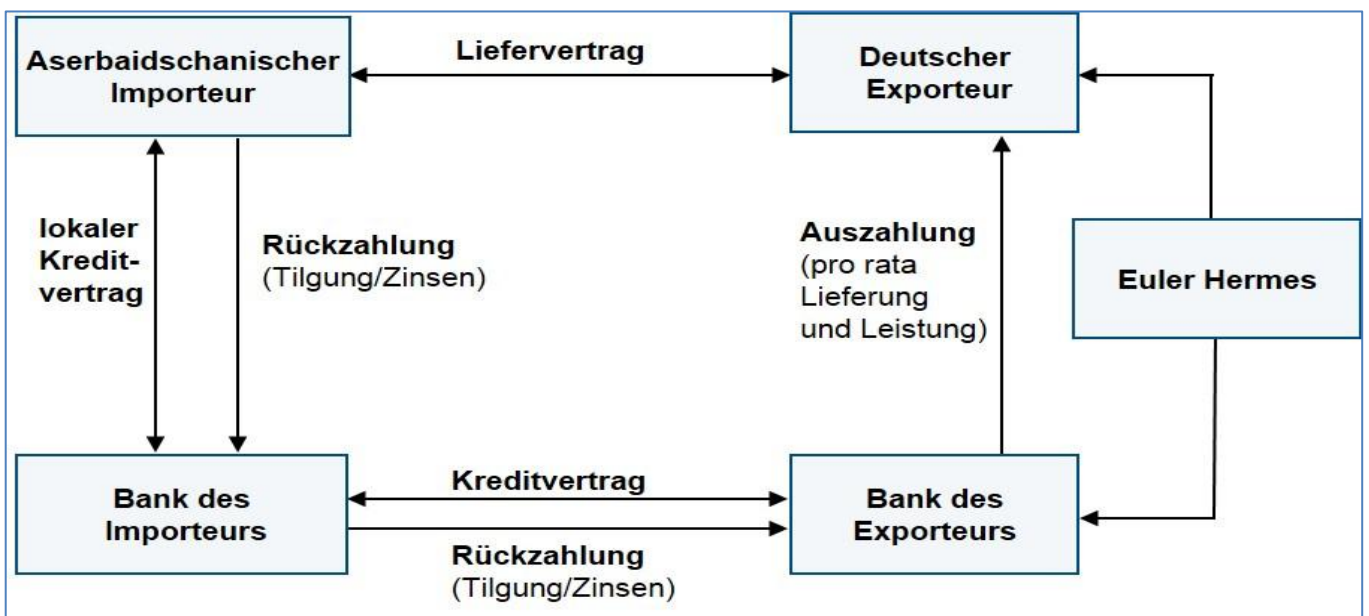 Aserbaidschanischer
Importeur
Liefervertrag
Deutscher
Exporteur
lokaler
Kredit-
vertrag
Rückzahlung
(Tilgung/Zinsen)
Auszahlung
(pro rata
Lieferung
und Leistung)
Euler Hermes
Bank des
Importeurs
Kreditvertrag
Rückzahlung
(Tilgung/Zinsen)
Bank des
Exporteurs